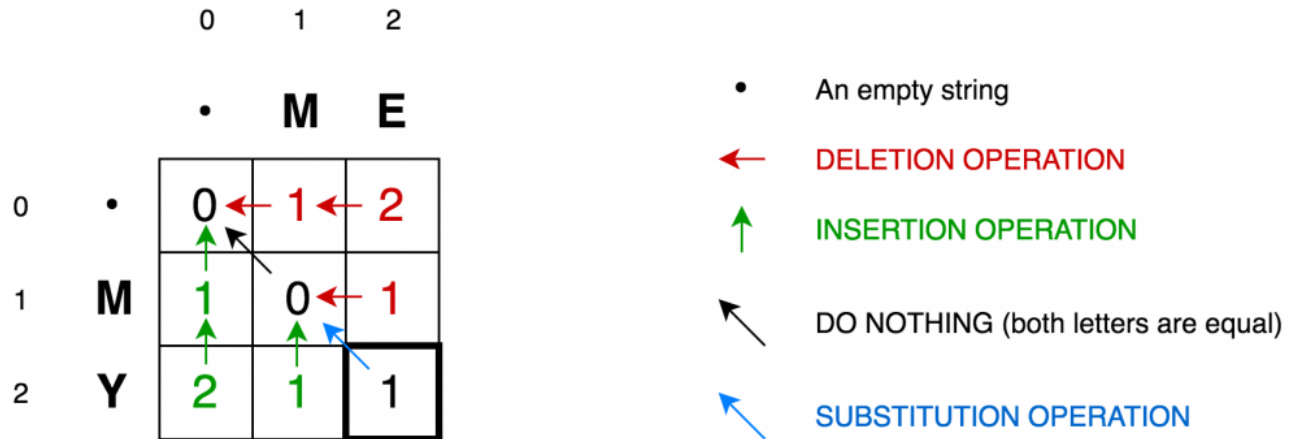 0 1 2
• M E
0 • 0 1 2
1 M 1 0 1
2 Y 2 1 1
• An empty string
DELETION OPERATION
INSERTION OPERATION
DO NOTHING (both letters are equal)
SUBSTITUTION OPERATION